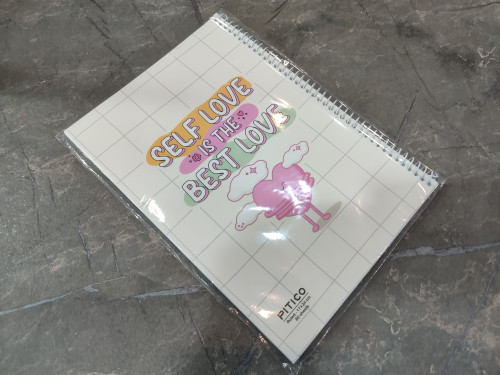 SELF LOVE
IS THE
BEST LOVE
PITICO